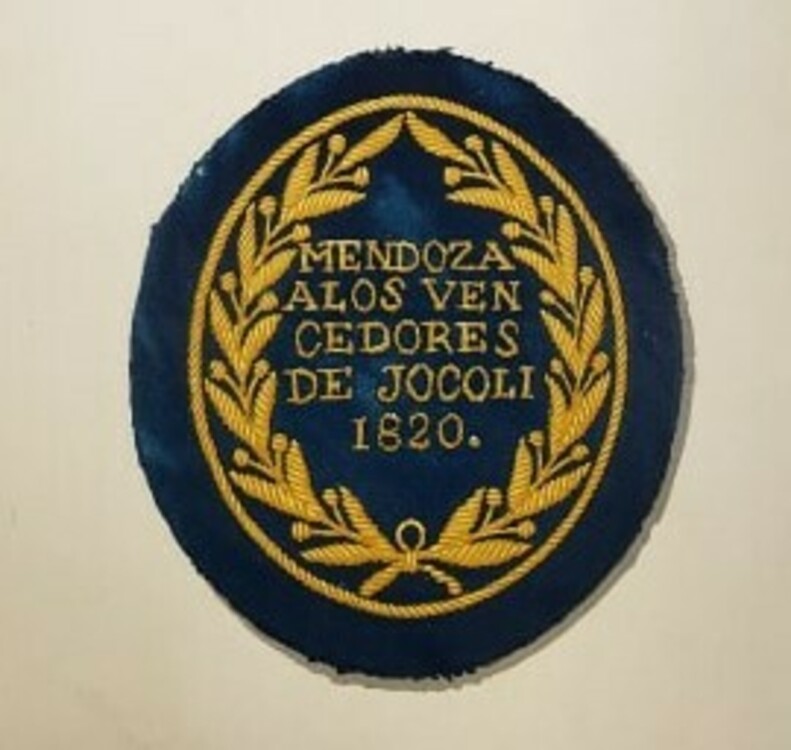 MENDOZA
ALOS VEN
CEDORES
DE JOCOLI
1820.